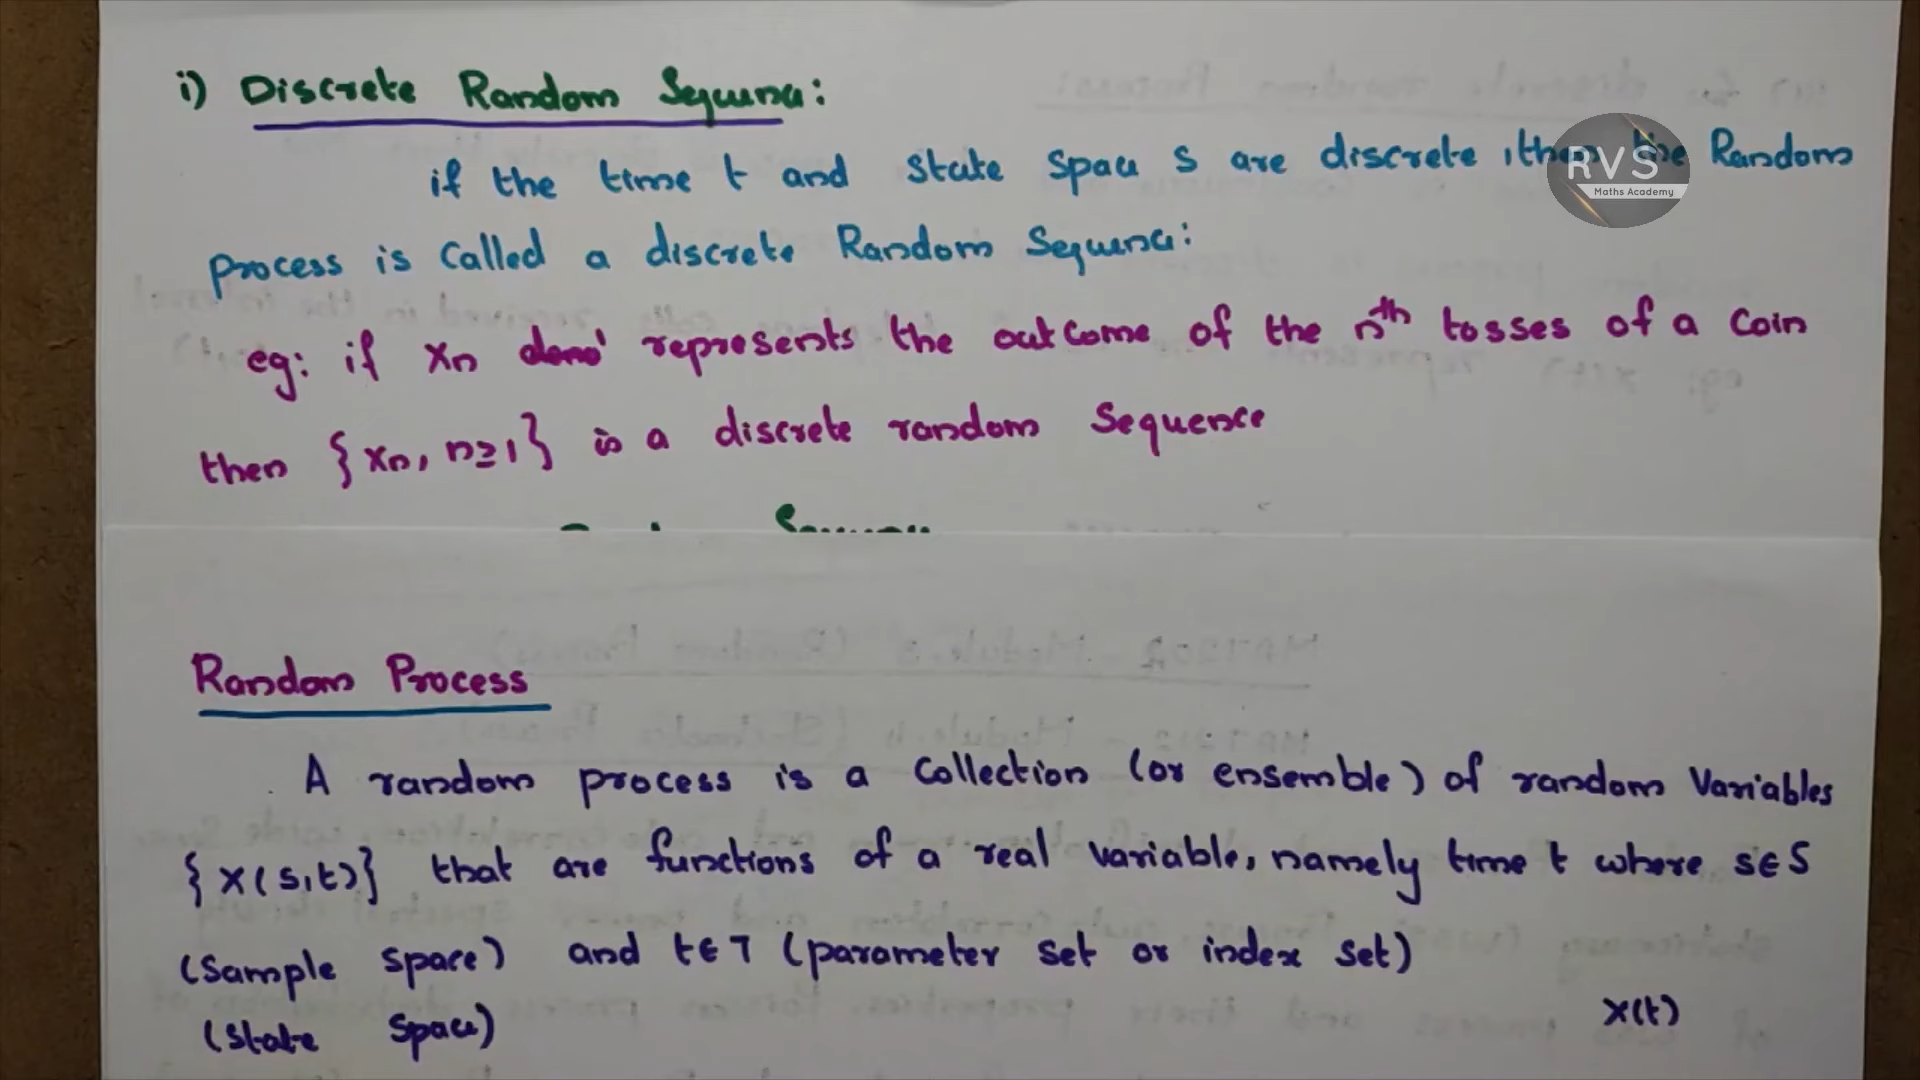 i) Discrete Random Sequence:
if the time t and state space S are discrete, then the Random
process is called a discrete Random Sequence:
eg: if Xn represents the outcome of the nth tosses of a coin
then {Xn, n≥1} is a discrete random Sequence
Random Process
A random process is a collection (or ensemble) of random variables
{X(s,t)} that are functions of a real variable, namely time t where s∈S
(sample space) and t∈T (parameter set or index set)
(state space)
X(t)
RVS
Maths Academy